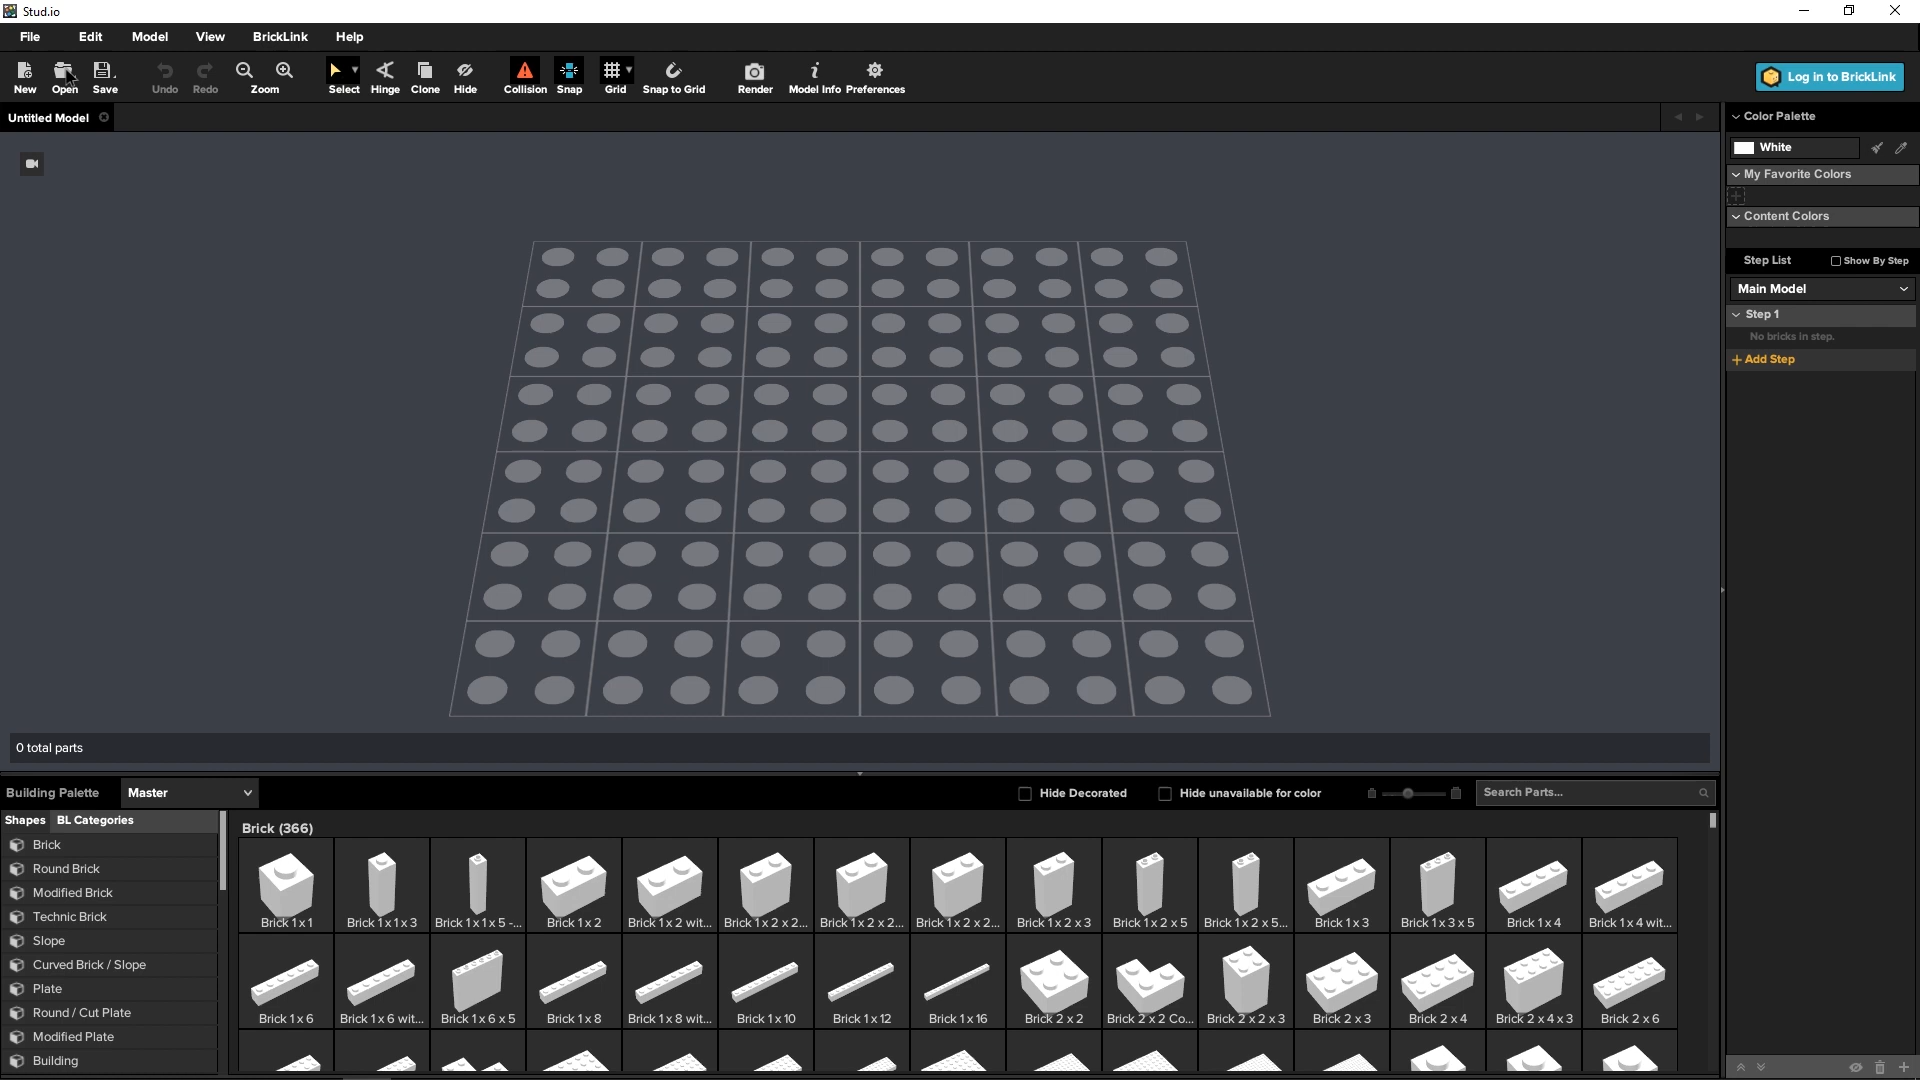 Stud.io
File Edit Model View BrickLink Help
New Open Save Undo Redo Zoom Select Hinge Clone Hide Collision Snap Grid Snap to Grid Render Model Info Preferences
Log in to BrickLink
Untitled Model
Color Palette
White
My Favorite Colors
Content Colors
Step List Show By Step
Main Model
Step 1
No bricks in step.
+ Add Step
0 total parts
Building Palette Master Hide Decorated Hide unavailable for color Search Parts...
Shapes BL Categories
Brick
Round Brick
Modified Brick
Technic Brick
Slope
Curved Brick / Slope
Plate
Round / Cut Plate
Modified Plate
Building
Brick (366)
Brick 1 x 1 Brick 1 x 1 x 3 Brick 1 x 1 x 5 -... Brick 1 x 2 Brick 1 x 2 wit... Brick 1 x 2 x 2... Brick 1 x 2 x 2... Brick 1 x 2 x 2... Brick 1 x 2 x 3 Brick 1 x 2 x 5 Brick 1 x 2 x 5... Brick 1 x 3 Brick 1 x 3 x 5 Brick 1 x 4 Brick 1 x 4 wit...
Brick 1 x 6 Brick 1 x 6 wit... Brick 1 x 6 x 5 Brick 1 x 8 Brick 1 x 8 wit... Brick 1 x 10 Brick 1 x 12 Brick 1 x 16 Brick 2 x 2 Brick 2 x 2 Co... Brick 2 x 2 x 3 Brick 2 x 3 Brick 2 x 4 Brick 2 x 4 x 3 Brick 2 x 6